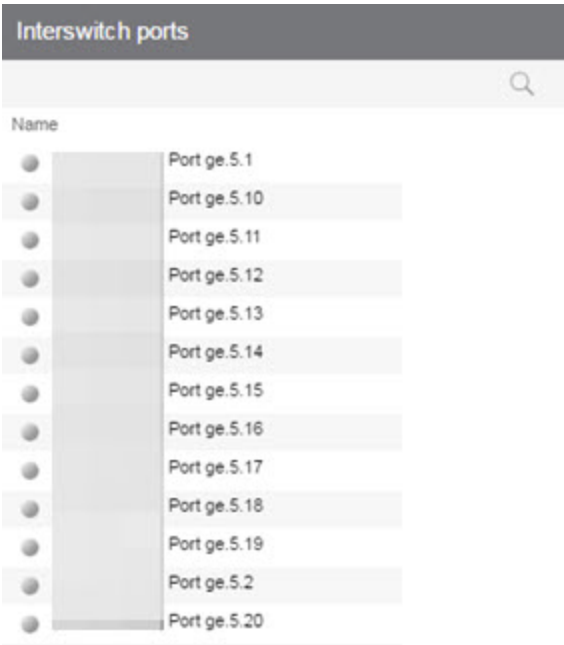 Interswitch ports
Name
Port ge.5.1
Port ge.5.10
Port ge.5.11
Port ge.5.12
Port ge.5.13
Port ge.5.14
Port ge.5.15
Port ge.5.16
Port ge.5.17
Port ge.5.18
Port ge.5.19
Port ge.5.2
Port ge.5.20